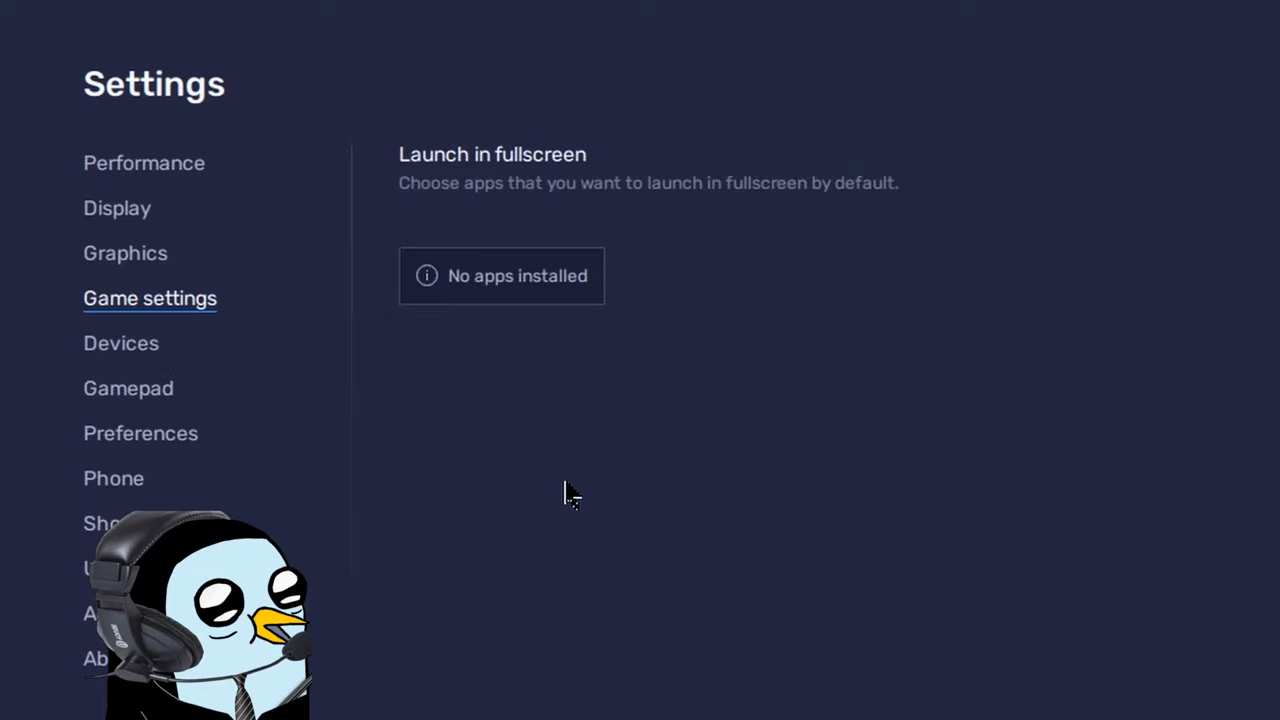 Settings
Performance
Display
Graphics
Game settings
Devices
Gamepad
Preferences
Phone
Launch in fullscreen
Choose apps that you want to launch in fullscreen by default.
No apps installed